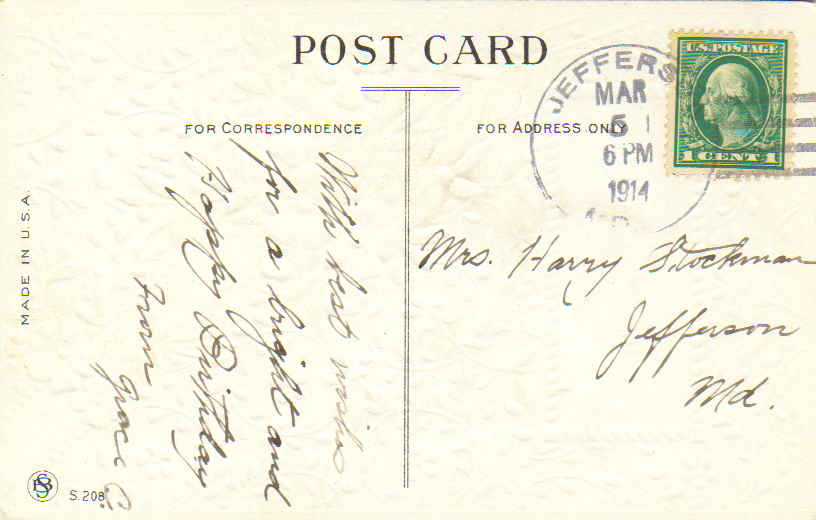 POST CARD
FOR CORRESPONDENCE
FOR ADDRESS ONLY
JEFFERS
MAR
5
6 PM
1914
U.S. POSTAGE
1 CENT 1
With best wishes
for a bright and
Happy Birthday
From
Grace C.
Mrs. Harry Stockman
Jefferson
Md.
MADE IN U.S.A.
S.208